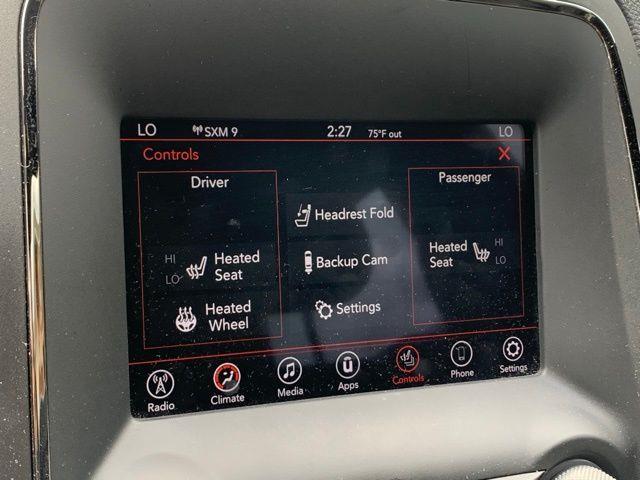 LO SXM 9 2:27 75°F out LO
Controls X
Driver
Passenger
Headrest Fold
HI
LO
Heated
Seat
Backup Cam
Heated
Seat
HI
LO
Heated
Wheel
Settings
Radio Climate Media Apps Controls Phone Settings